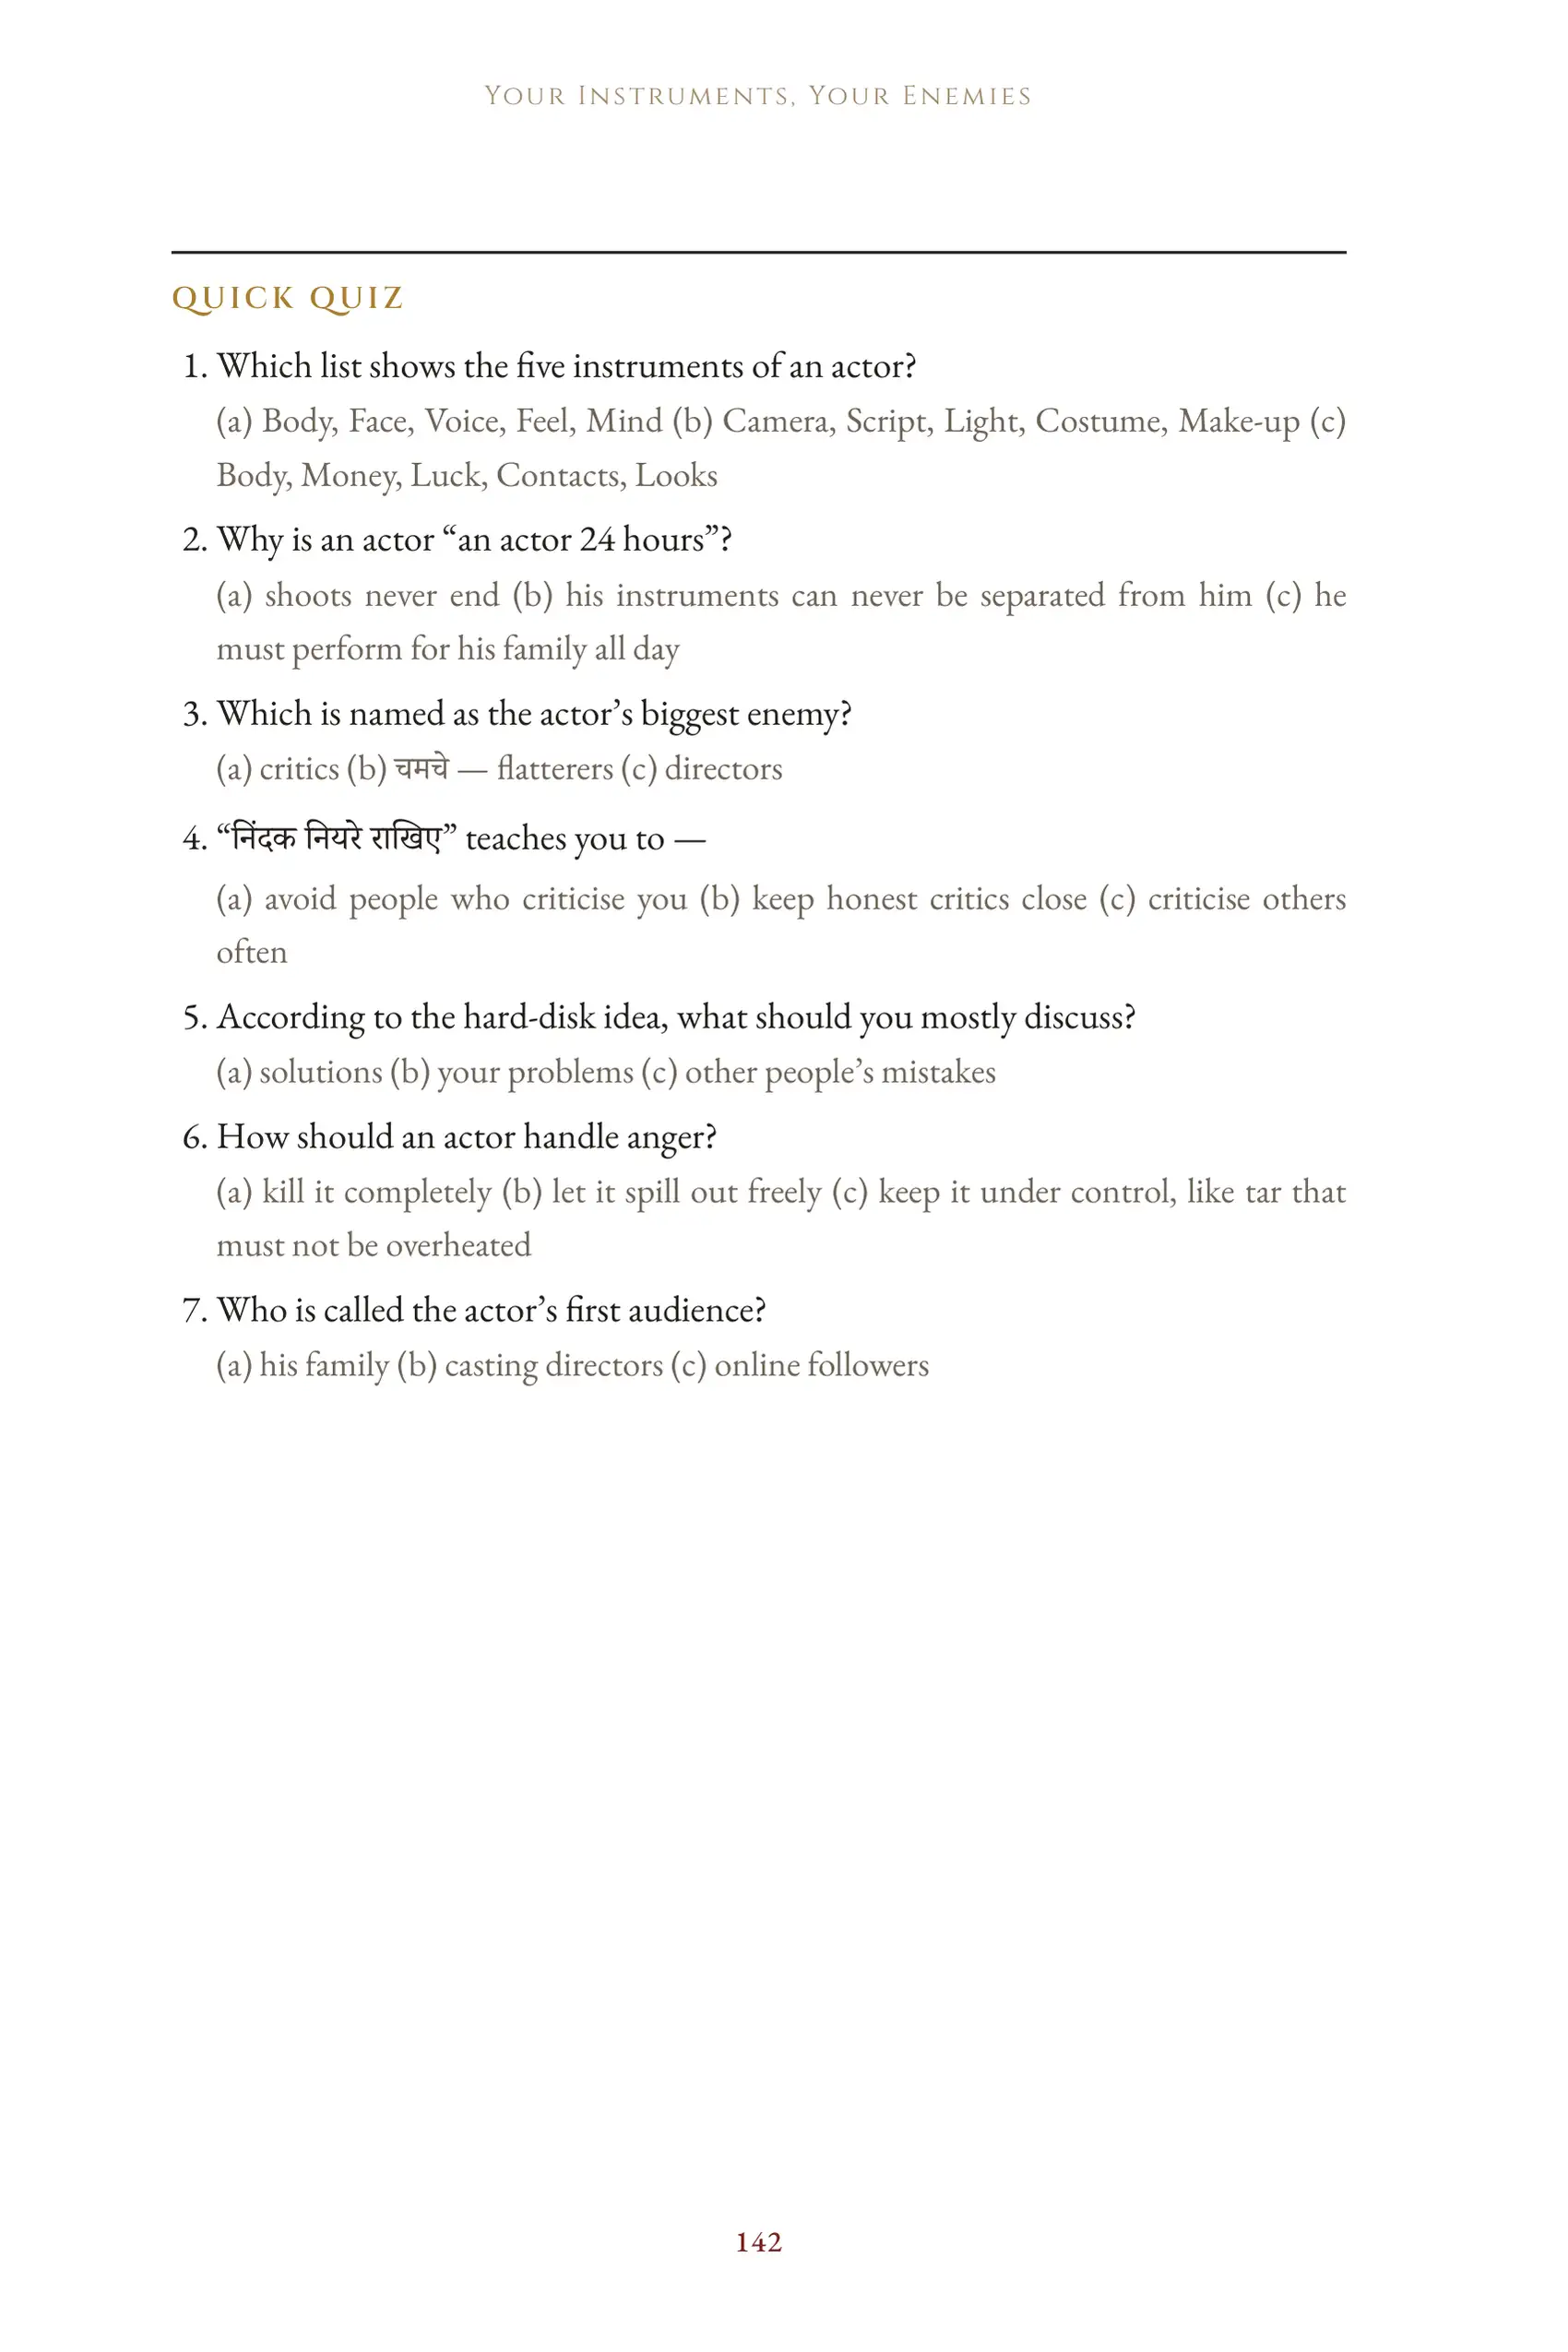 Your Instruments, Your Enemies
QUICK QUIZ
1. Which list shows the five instruments of an actor?
(a) Body, Face, Voice, Feel, Mind (b) Camera, Script, Light, Costume, Make-up (c)
Body, Money, Luck, Contacts, Looks
2. Why is an actor “an actor 24 hours”?
(a) shoots never end (b) his instruments can never be separated from him (c) he
must perform for his family all day
3. Which is named as the actor’s biggest enemy?
(a) critics (b) चमचे — flatterers (c) directors
4. “निंदक नियरे राखिए” teaches you to —
(a) avoid people who criticise you (b) keep honest critics close (c) criticise others
often
5. According to the hard-disk idea, what should you mostly discuss?
(a) solutions (b) your problems (c) other people’s mistakes
6. How should an actor handle anger?
(a) kill it completely (b) let it spill out freely (c) keep it under control, like tar that
must not be overheated
7. Who is called the actor’s first audience?
(a) his family (b) casting directors (c) online followers
142